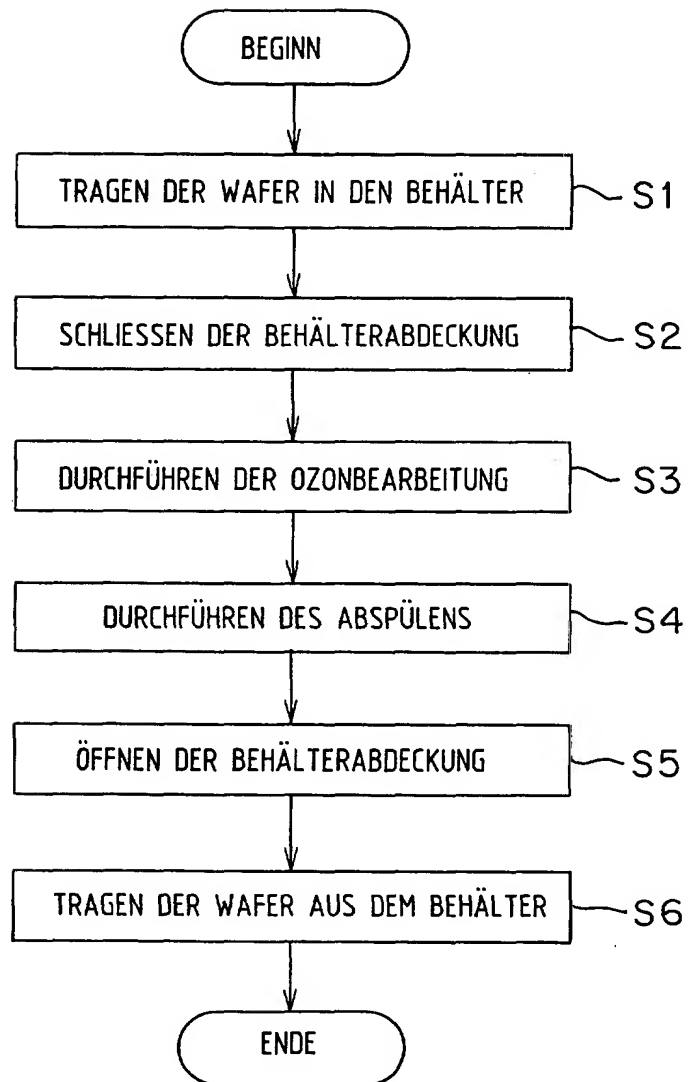 BEGINN
TRAGEN DER WAFER IN DEN BEHÄLTER S1
SCHLIESSEN DER BEHÄLTERABDECKUNG S2
DURCHFÜHREN DER OZONBEARBEITUNG S3
DURCHFÜHREN DES ABSPÜLENS S4
ÖFFNEN DER BEHÄLTERABDECKUNG S5
TRAGEN DER WAFER AUS DEM BEHÄLTER S6
ENDE